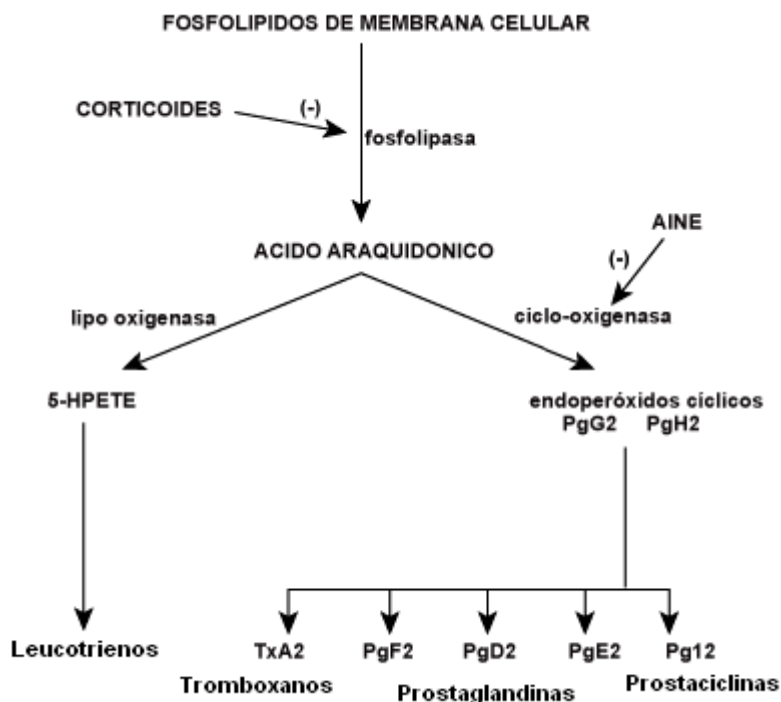 FOSFOLIPIDOS DE MEMBRANA CELULAR
CORTICOIDES
(-)
fosfolipasa
ACIDO ARAQUIDONICO
AINE
(-)
lipo oxigenasa
ciclo-oxigenasa
5-HPETE
endoperóxidos cíclicos
PgG2 PgH2
Leucotrienos
TxA2 PgF2 PgD2 PgE2 Pg12
Tromboxanos Prostaglandinas Prostaciclinas